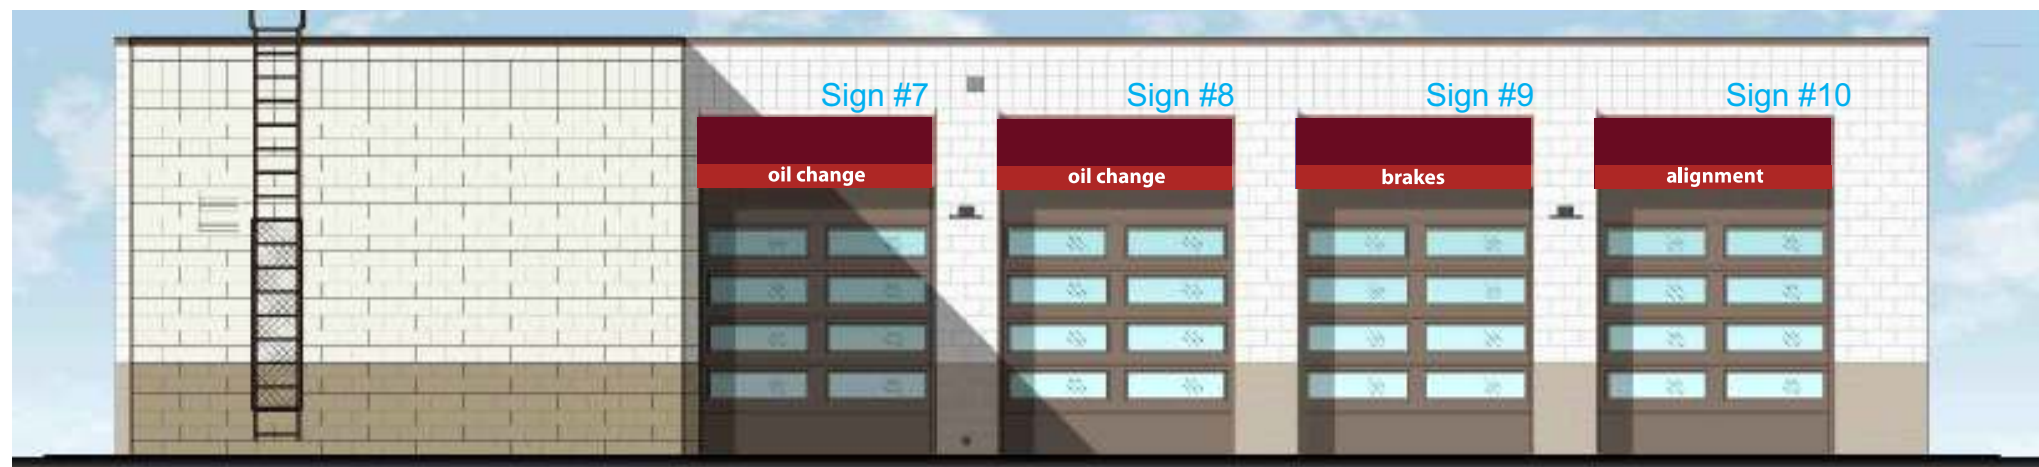 Sign #7
Sign #8
Sign #9
Sign #10
oil change
oil change
brakes
alignment